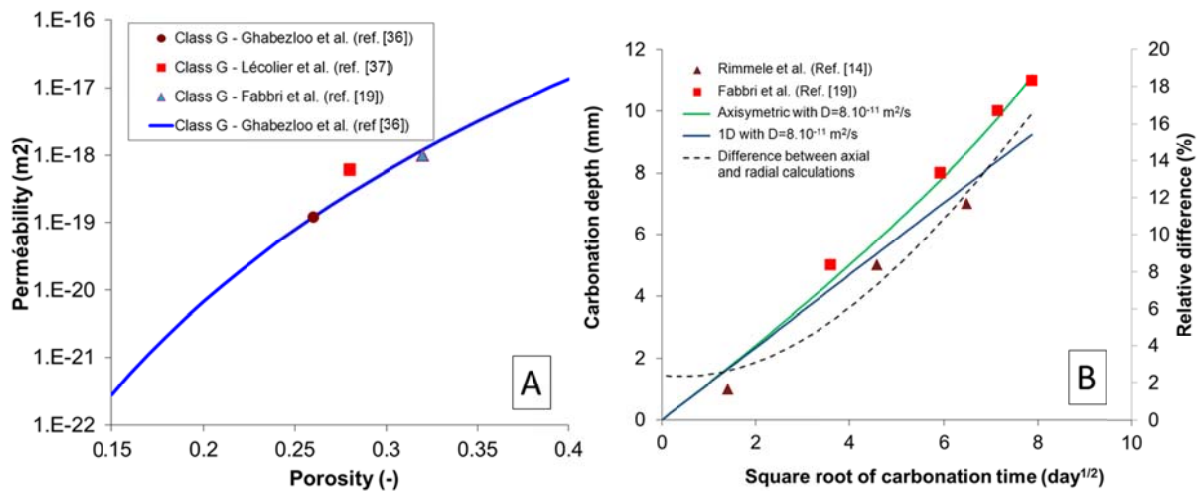 1.E-16
1.E-17
1.E-18
1.E-19
1.E-20
1.E-21
1.E-22
Perméability (m2)
Class G - Ghabezloo et al. (ref. [36])
Class G - Lécolier et al. (ref. [37])
Class G - Fabbri et al. (ref. [19])
Class G - Ghabezloo et al. (ref [36])
A
0.15
0.2
0.25
0.3
0.35
0.4
Porosity (-)
12
10
8
6
4
2
0
Carbonation depth (mm)
Rimmele et al. (Ref. [14])
Fabbri et al. (Ref. [19])
Axisymetric with D=8.10⁻¹¹ m²/s
1D with D=8.10⁻¹¹ m²/s
Difference between axial
and radial calculations
B
20
18
16
14
12
10
8
6
4
2
0
Relative difference (%)
0
2
4
6
8
10
Square root of carbonation time (day¹ᐟ²)